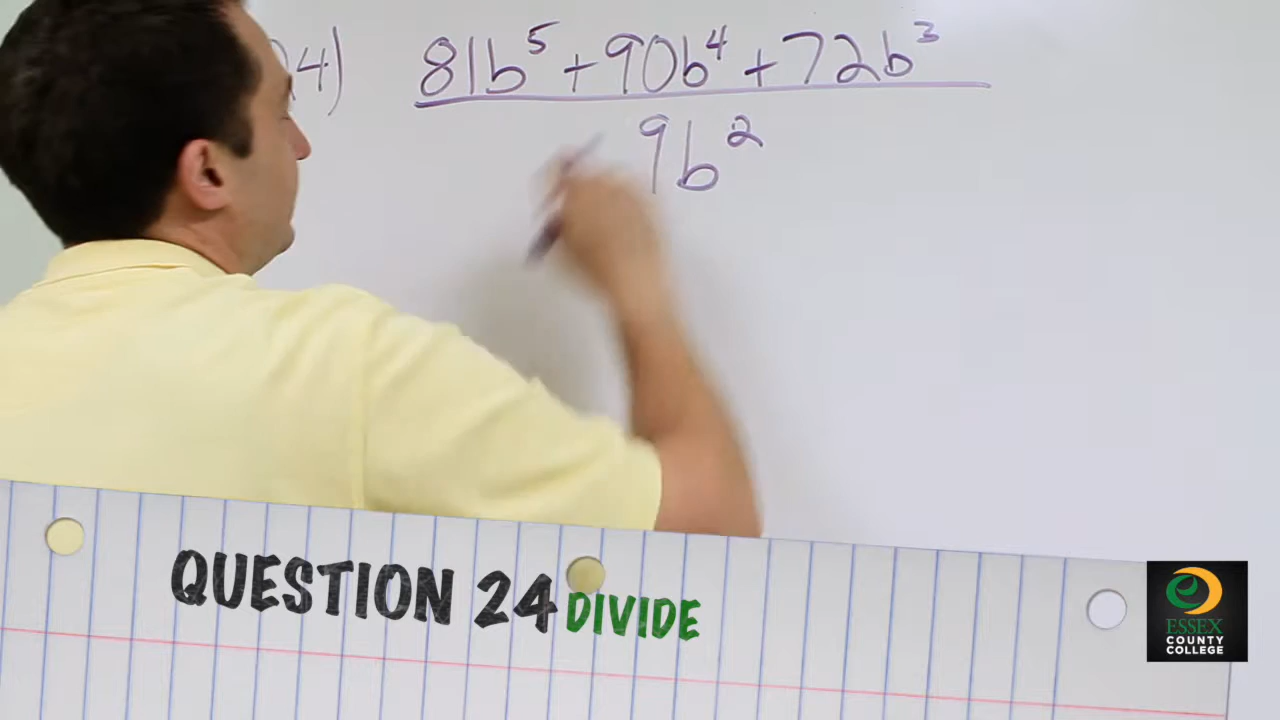 24)
81b⁵+90b⁴+72b³
9b²
QUESTION 24 DIVIDE
ESSEX
COUNTY
COLLEGE